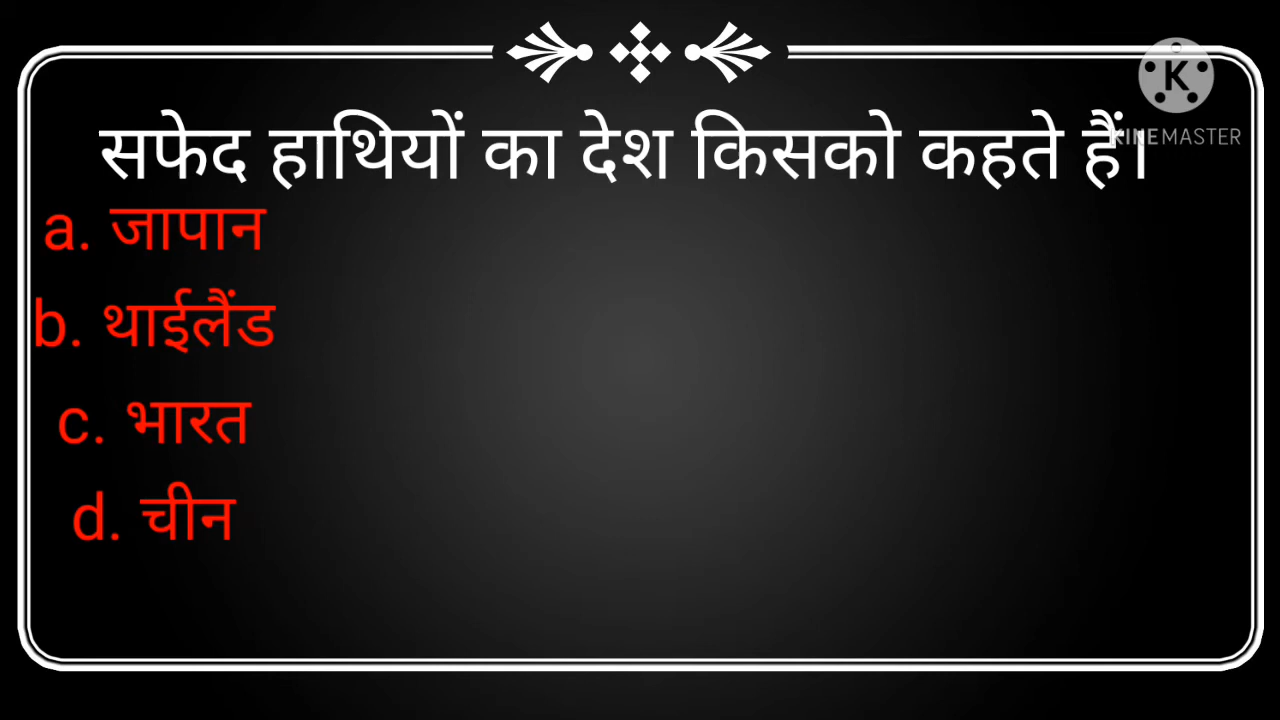 सफेद हाथियों का देश किसको कहते हैं।
KINEMASTER
a. जापान
b. थाईलैंड
c. भारत
d. चीन